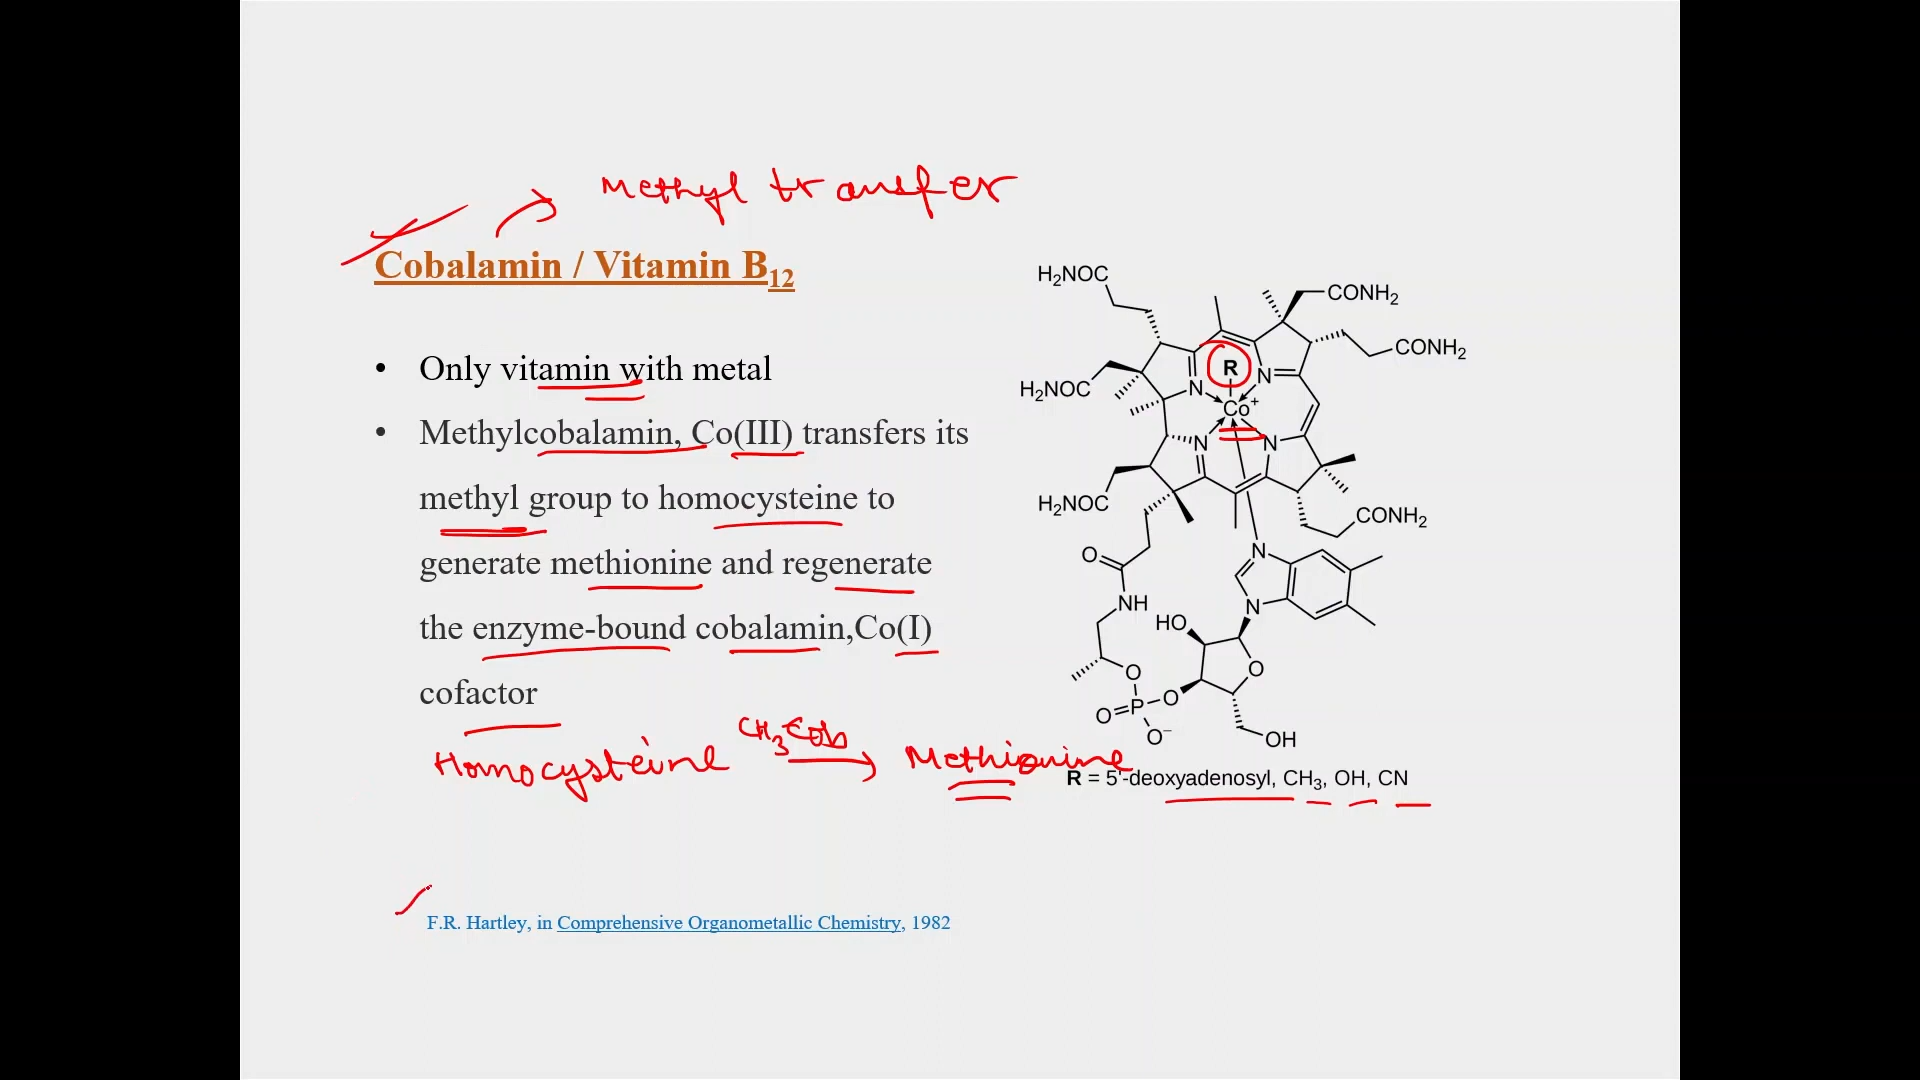 Methyl transfer
Cobalamin / Vitamin B12
• Only vitamin with metal
• Methylcobalamin, Co(III) transfers its
methyl group to homocysteine to
generate methionine and regenerate
the enzyme-bound cobalamin,Co(I)
cofactor
CH3 Cob
Homocysteine → Methionine
H2NOC
CONH2
CONH2
H2NOC
R
N N
Co+
N N
H2NOC
CONH2
O
N
NH
N
HO
O
O
O
O=P
O−
OH
R = 5'-deoxyadenosyl, CH3, OH, CN
F.R. Hartley, in Comprehensive Organometallic Chemistry, 1982